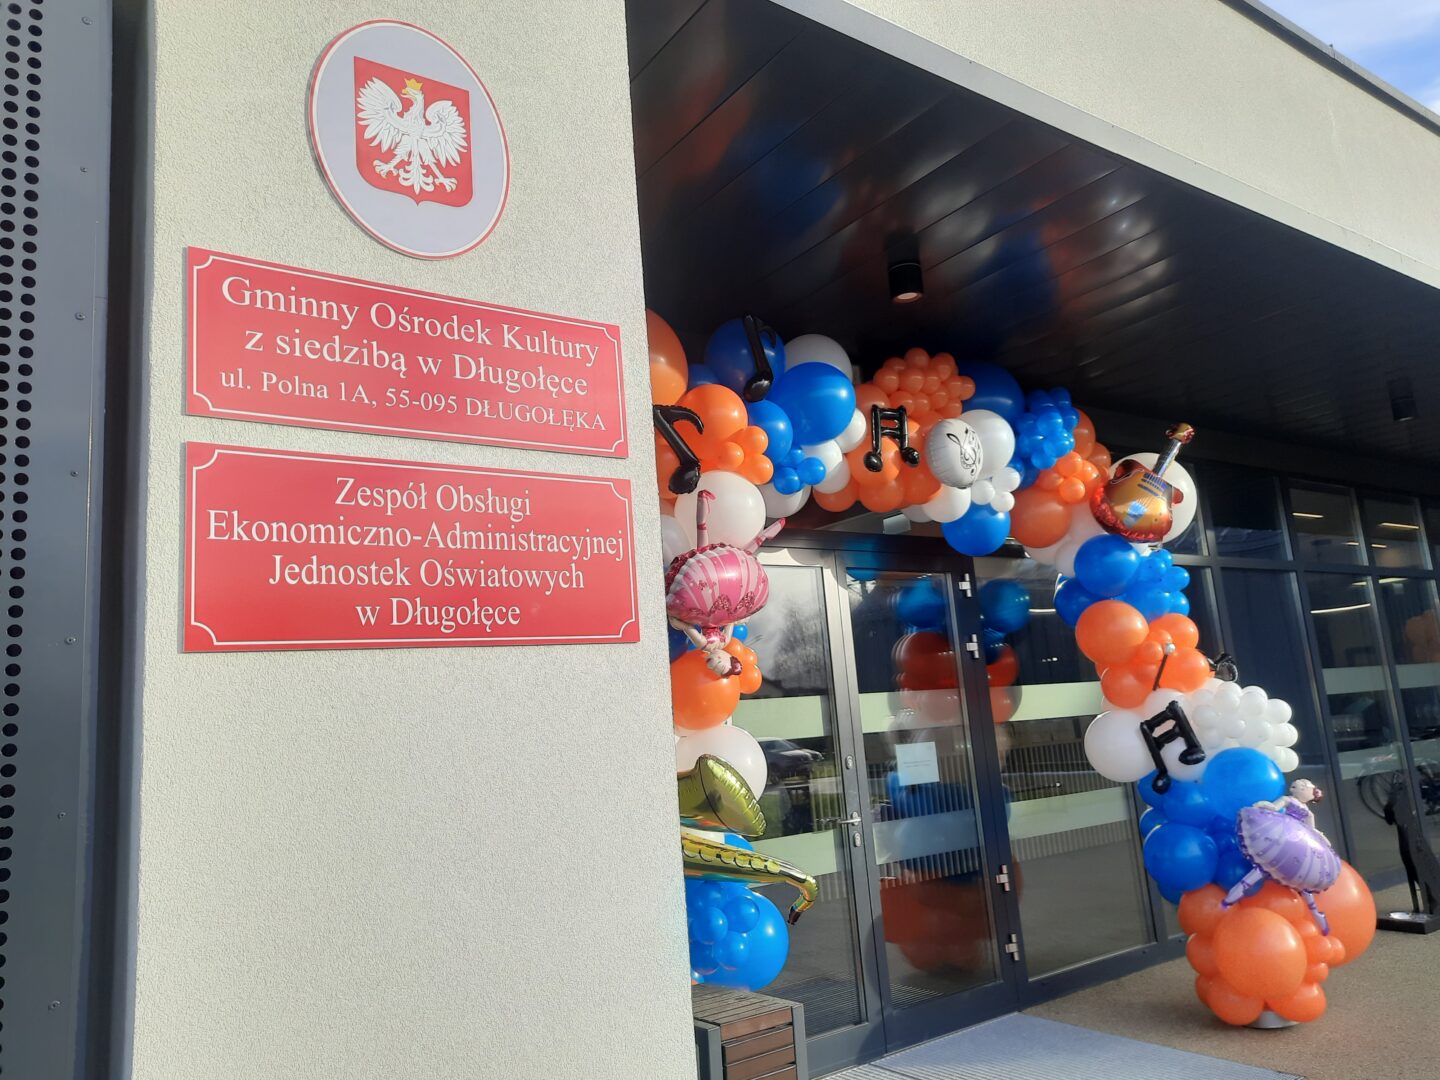 Gminny Ośrodek Kultury
z siedzibą w Długołęce
ul. Polna 1A, 55-095 DŁUGOŁĘKA
Zespół Obsługi
Ekonomiczno-Administracyjnej
Jednostek Oświatowych
w Długołęce